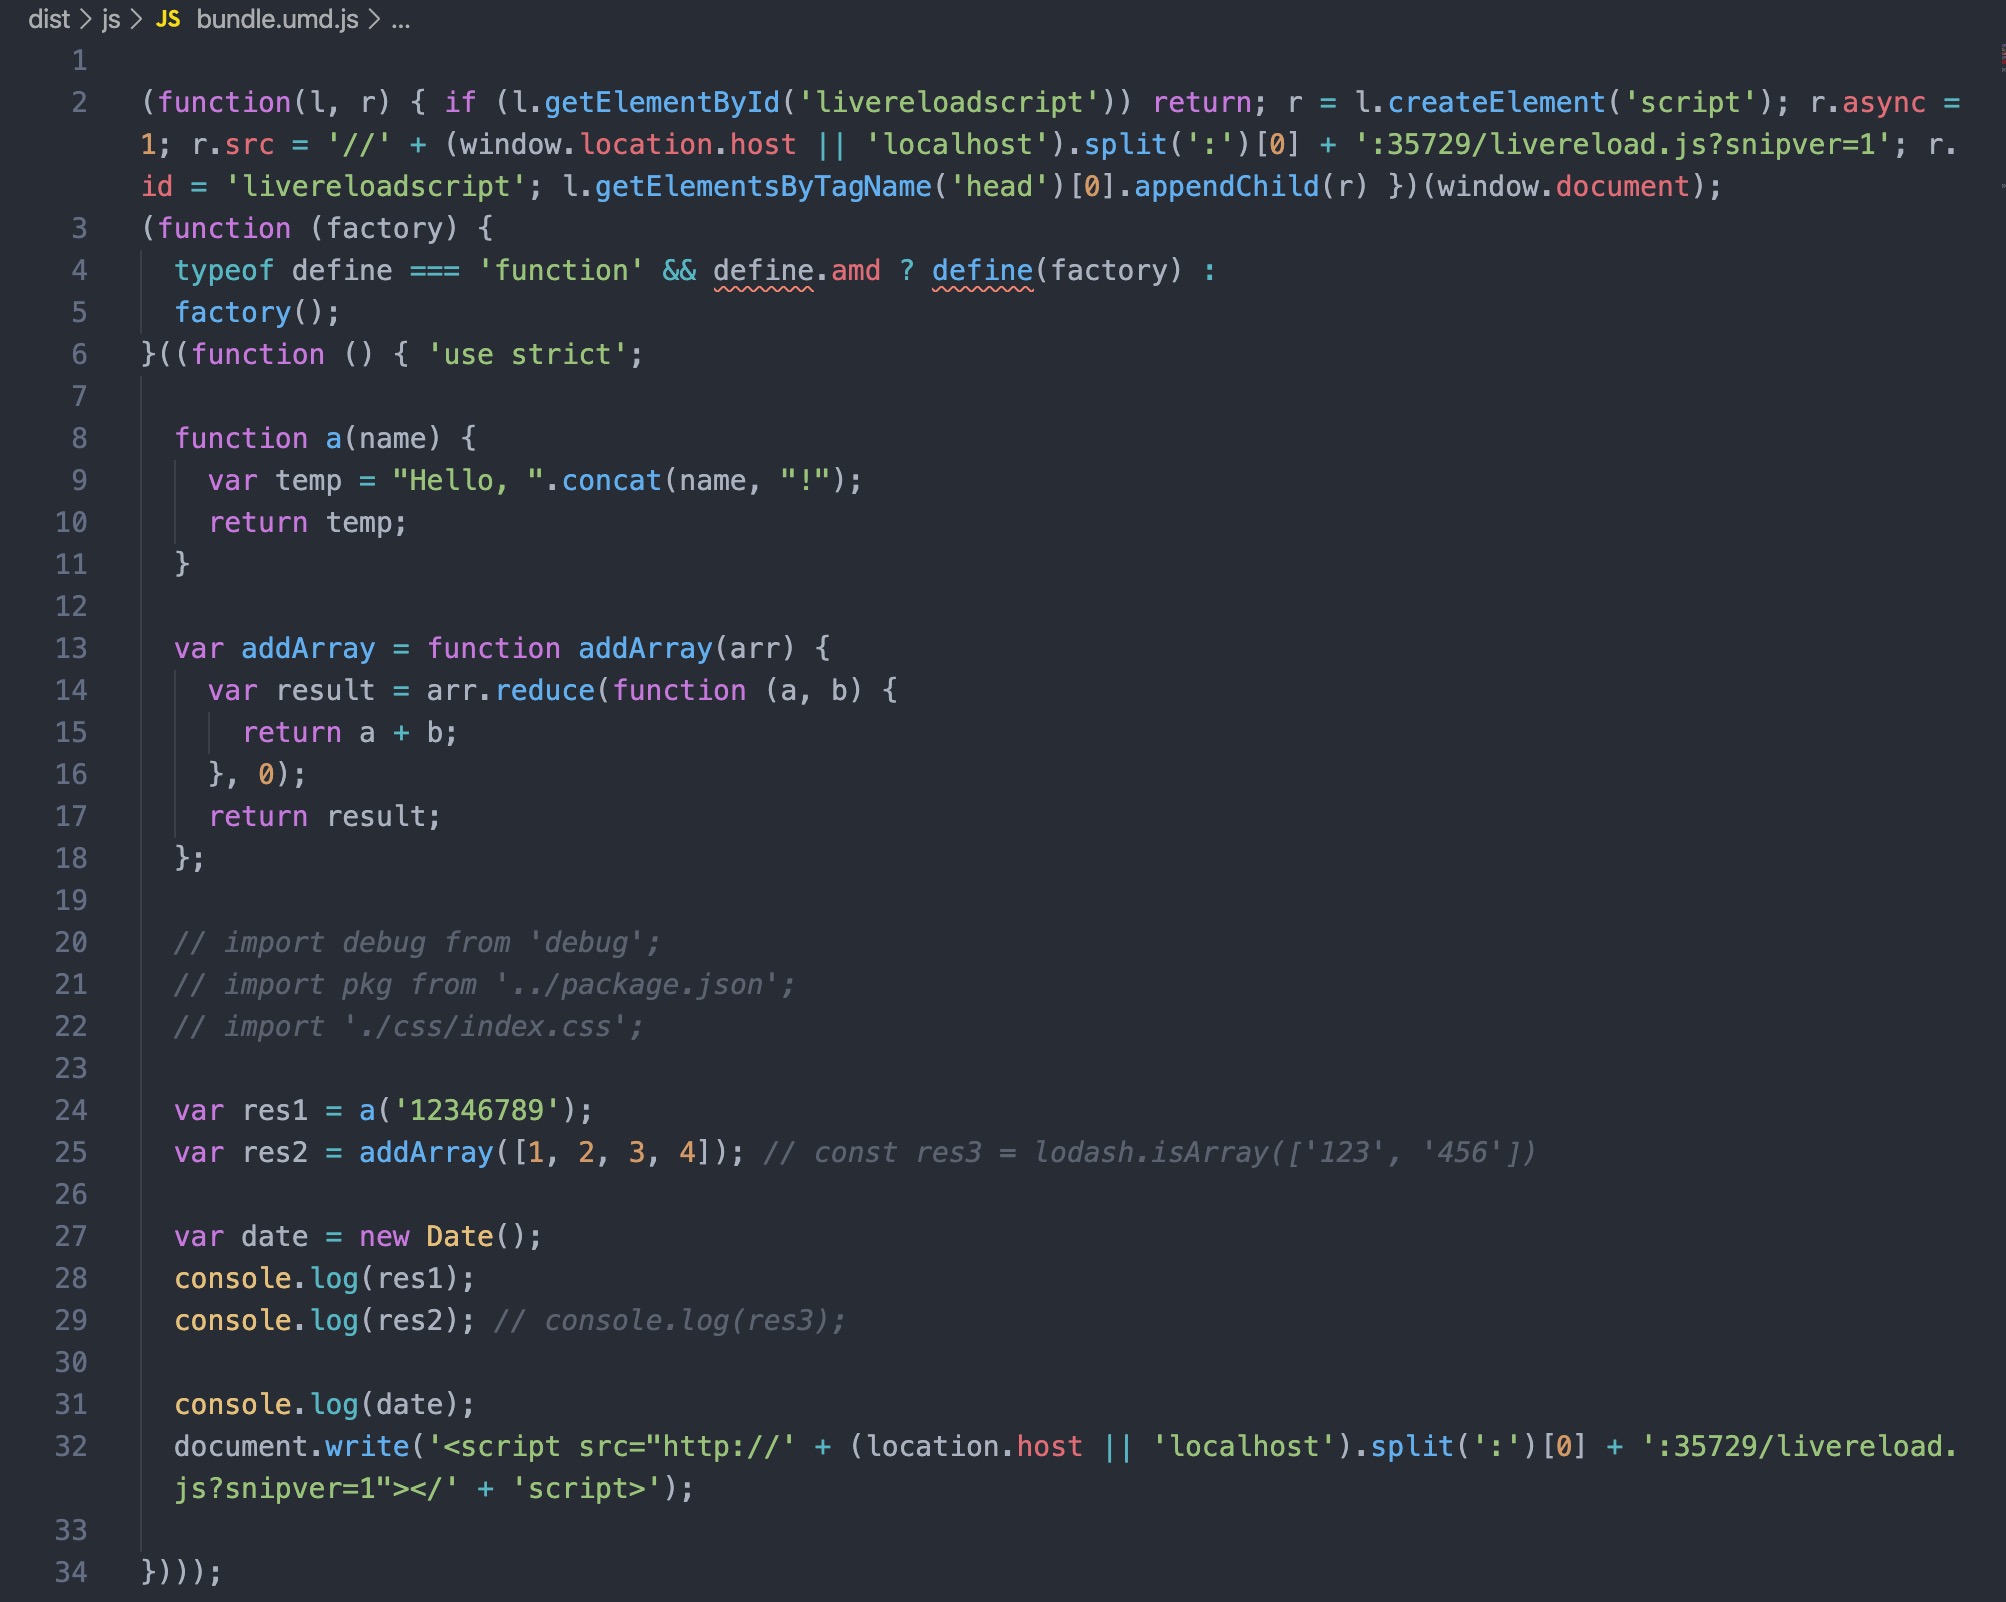 dist > js > JS bundle.umd.js > ...
1
2 (function(l, r) { if (l.getElementById('livereloadscript')) return; r = l.createElement('script'); r.async =
1; r.src = '//' + (window.location.host || 'localhost').split(':')[0] + ':35729/livereload.js?snipver=1'; r.
id = 'livereloadscript'; l.getElementsByTagName('head')[0].appendChild(r) })(window.document);
3 (function (factory) {
4   typeof define === 'function' && define.amd ? define(factory) :
5   factory();
6 }((function () { 'use strict';
7
8   function a(name) {
9     var temp = "Hello, ".concat(name, "!");
10     return temp;
11   }
12
13   var addArray = function addArray(arr) {
14     var result = arr.reduce(function (a, b) {
15       return a + b;
16     }, 0);
17     return result;
18   };
19
20   // import debug from 'debug';
21   // import pkg from '../package.json';
22   // import './css/index.css';
23
24   var res1 = a('12346789');
25   var res2 = addArray([1, 2, 3, 4]); // const res3 = lodash.isArray(['123', '456'])
26
27   var date = new Date();
28   console.log(res1);
29   console.log(res2); // console.log(res3);
30
31   console.log(date);
32   document.write('<script src="http://' + (location.host || 'localhost').split(':')[0] + ':35729/livereload.
js?snipver=1"></' + 'script>');
33
34 })));